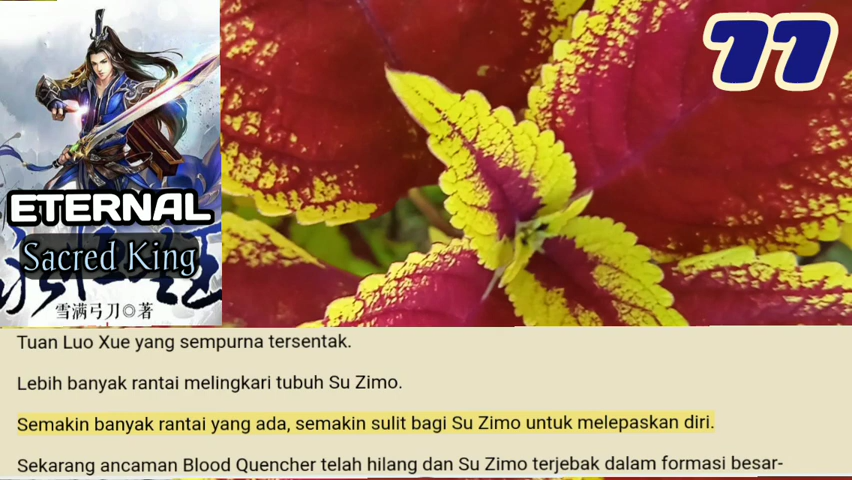 77
ETERNAL
Sacred King
雪满弓刀◎著
Tuan Luo Xue yang sempurna tersentak.
Lebih banyak rantai melingkari tubuh Su Zimo.
Semakin banyak rantai yang ada, semakin sulit bagi Su Zimo untuk melepaskan diri.
Sekarang ancaman Blood Quencher telah hilang dan Su Zimo terjebak dalam formasi besar-